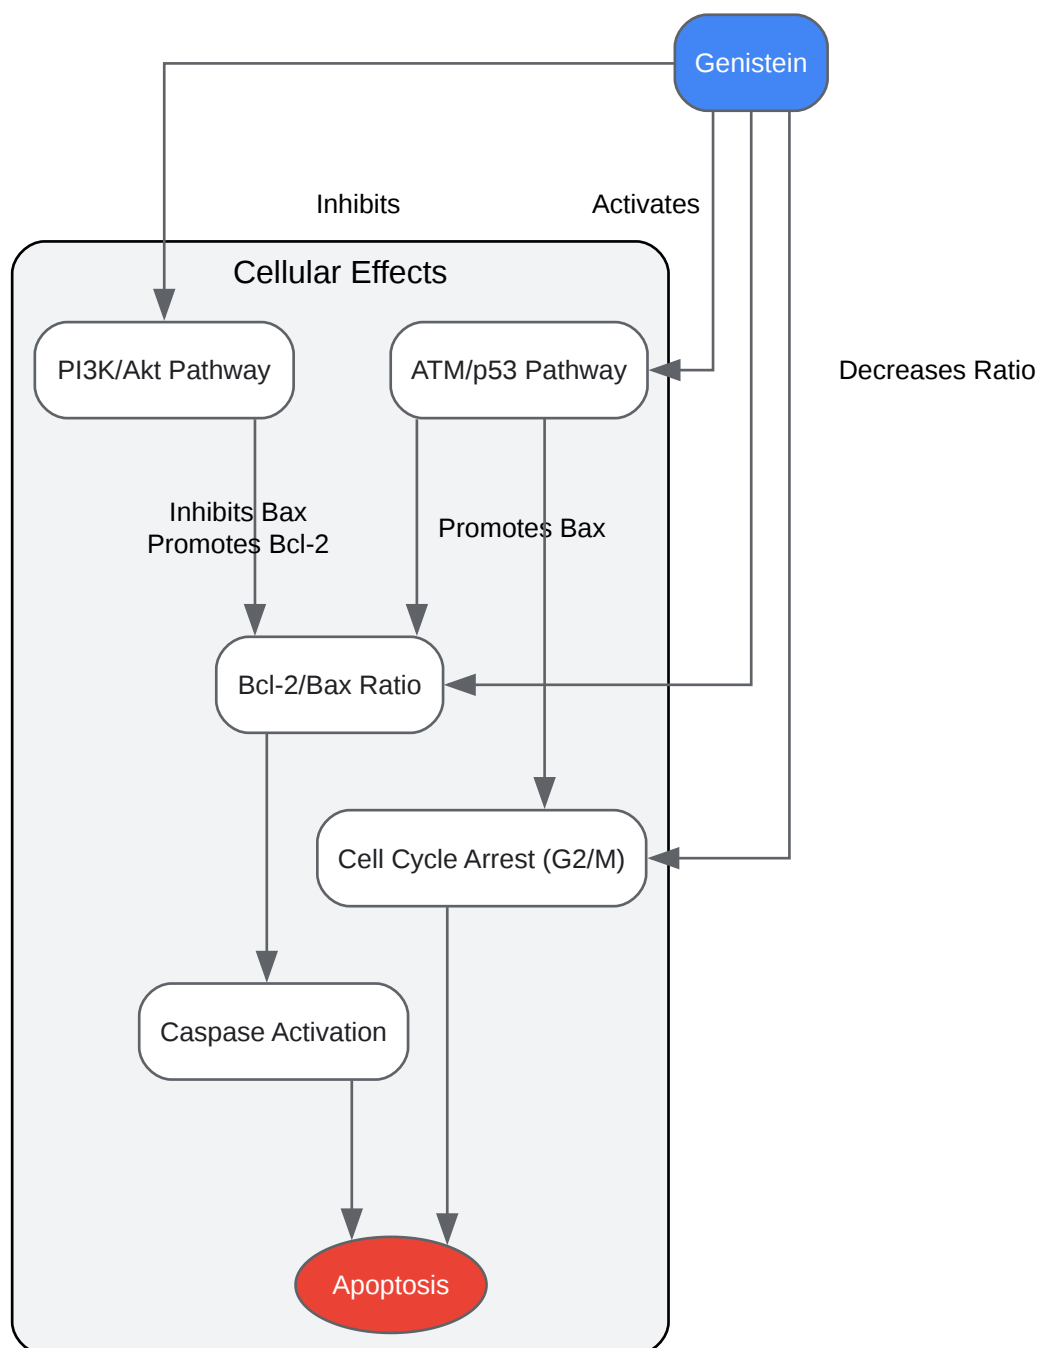 Genistein
Inhibits
Activates
Cellular Effects
PI3K/Akt Pathway
ATM/p53 Pathway
Decreases Ratio
Inhibits Bax
Promotes Bcl-2
Promotes Bax
Bcl-2/Bax Ratio
Cell Cycle Arrest (G2/M)
Caspase Activation
Apoptosis